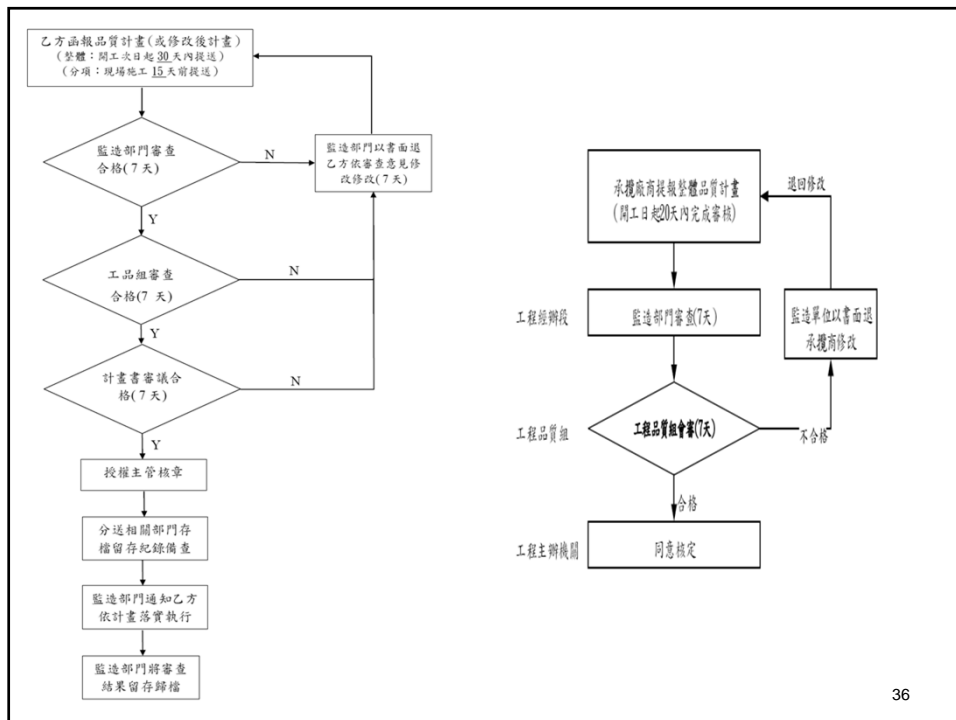 乙方函報品質計畫(或修改後計畫)
(整體：開工次日起30天內提送)
(分項：現場施工15天前提送)
監造部門審查
合格(7天)
N
監造部門以書面退
乙方依審查意見修
改修改(7天)
Y
工品組審查
合格(7 天)
N
Y
計畫書審議合
格(7天)
N
Y
授權主管核章
分送相關部門存
檔留存紀錄備查
監造部門通知乙方
依計畫落實執行
監造部門將審查
結果留存歸檔
承攬廠商提報整體品質計畫
(開工日起20天內完成審核)
退回修改
工程經辦段
監造部門審查(7天)
監造單位以書面退
承攬商修改
工程品質組
工程品質組會審(7天)
不合格
合格
工程主辦機關
同意核定
36